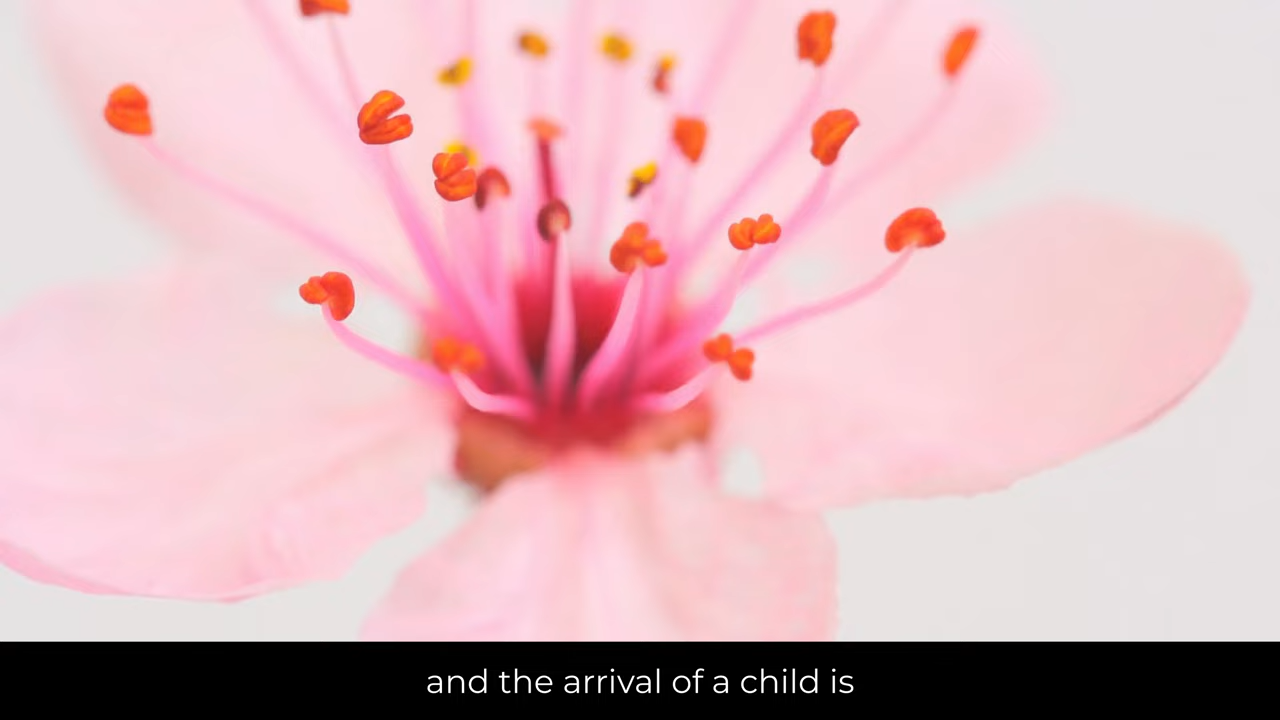 and the arrival of a child is